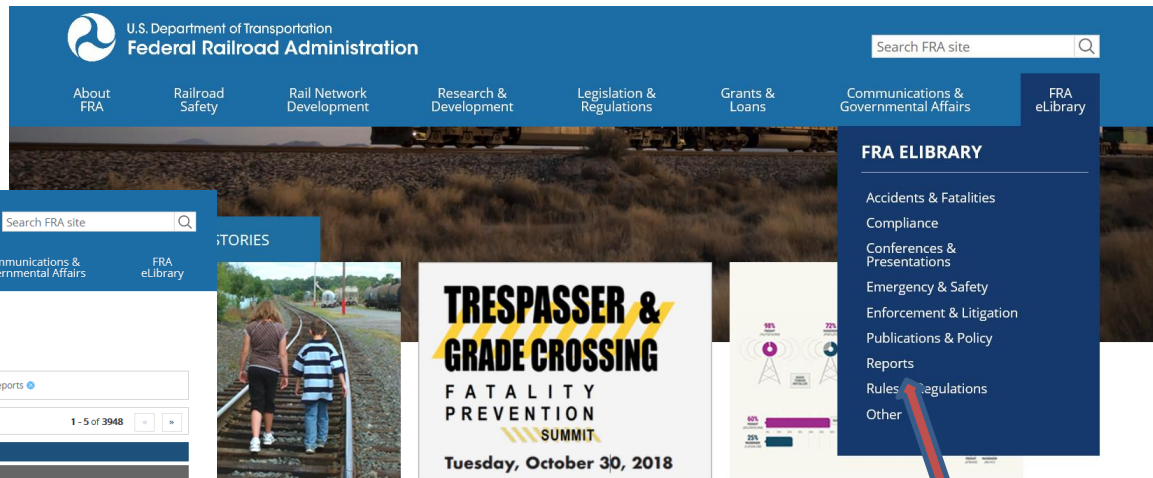 U.S. Department of Transportation
Federal Railroad Administration
Search FRA site
About
FRA
Railroad
Safety
Rail Network
Development
Research &
Development
Legislation &
Regulations
Grants &
Loans
Communications &
Governmental Affairs
FRA
eLibrary
FRA ELIBRARY
Accidents & Fatalities
Compliance
Conferences &
Presentations
Emergency & Safety
Enforcement & Litigation
Publications & Policy
Reports
Rules Regulations
Other
Search FRA site
mmunications &
ernmental Affairs
FRA
eLibrary
eports
1 - 5 of 3948
« »
STORIES
TRESPASSER &
GRADE CROSSING
FATALITY
PREVENTION
SUMMIT
Tuesday, October 30, 2018
98%
72%
60%
25%